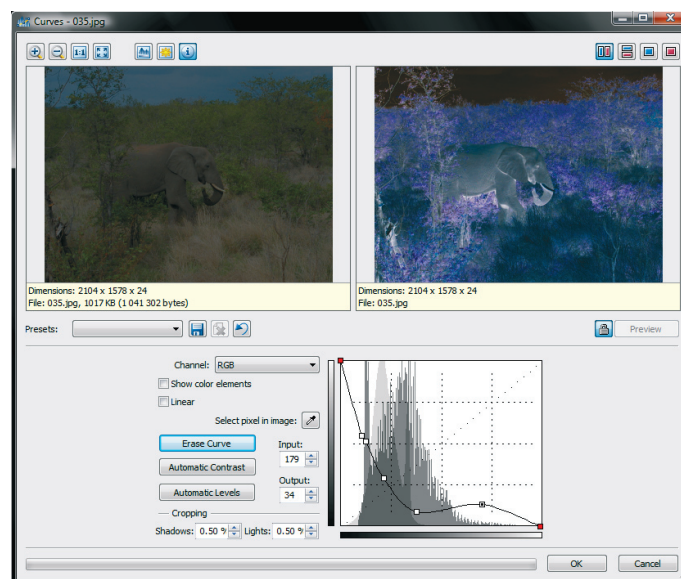 Curves - 035.jpg
1:1
Dimensions: 2104 x 1578 x 24
File: 035.jpg, 1017 KB (1 041 302 bytes)
Dimensions: 2104 x 1578 x 24
File: 035.jpg
Presets:
Preview
Channel: RGB
Show color elements
Linear
Select pixel in image:
Erase Curve
Input:
179
Automatic Contrast
Output:
Automatic Levels
34
Cropping
Shadows: 0.50 % Lights: 0.50 %
OK Cancel